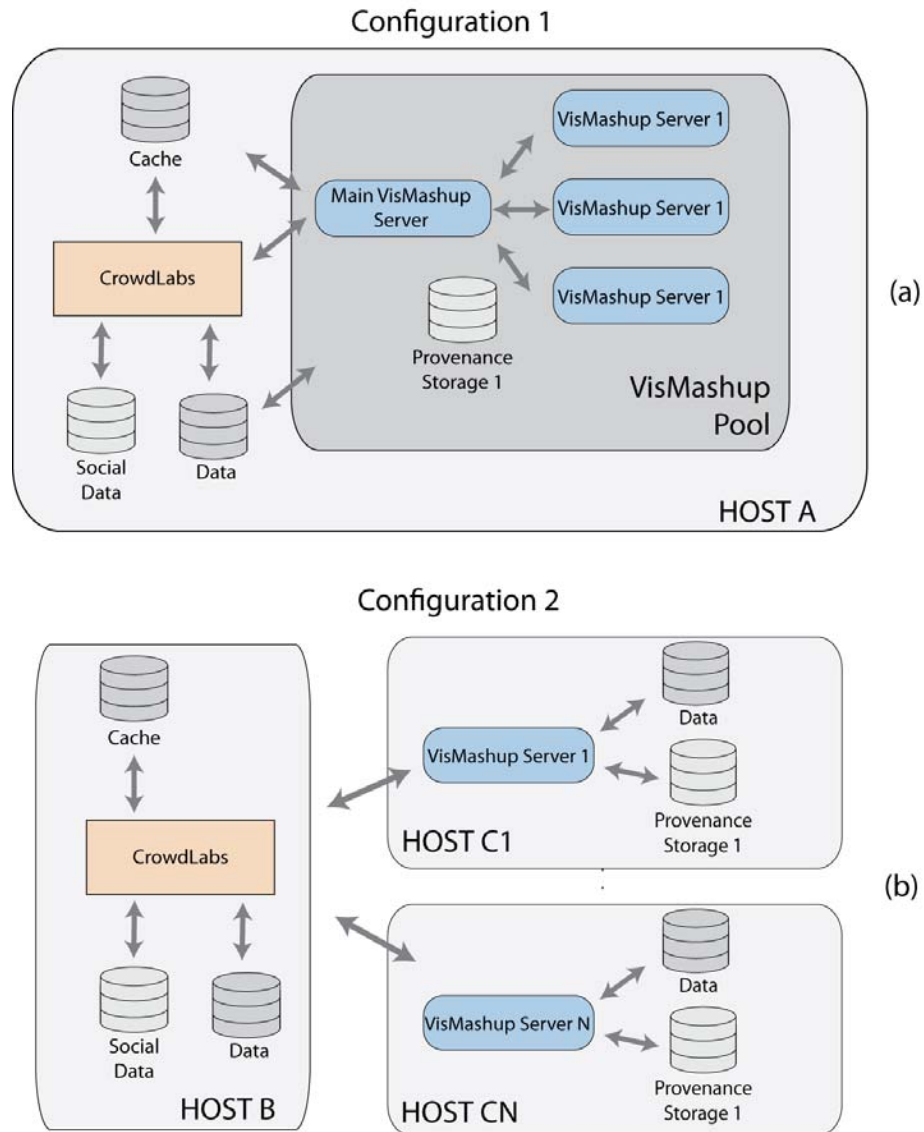 Configuration 1
Cache
CrowdLabs
Social
Data
Data
Main VisMashup
Server
VisMashup Server 1
VisMashup Server 1
VisMashup Server 1
Provenance
Storage 1
VisMashup
Pool
HOST A
(a)
Configuration 2
Cache
CrowdLabs
Social
Data
Data
HOST B
VisMashup Server 1
Data
Provenance
Storage 1
HOST C1
(b)
VisMashup Server N
Data
Provenance
Storage 1
HOST CN